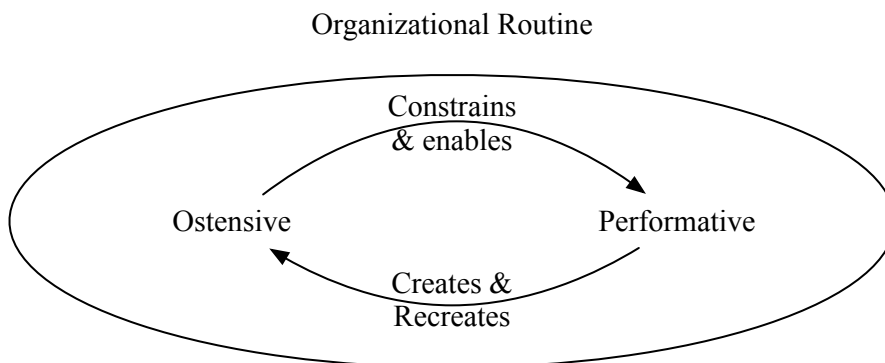 Organizational Routine
Constrains
& enables
Ostensive
Performative
Creates &
Recreates